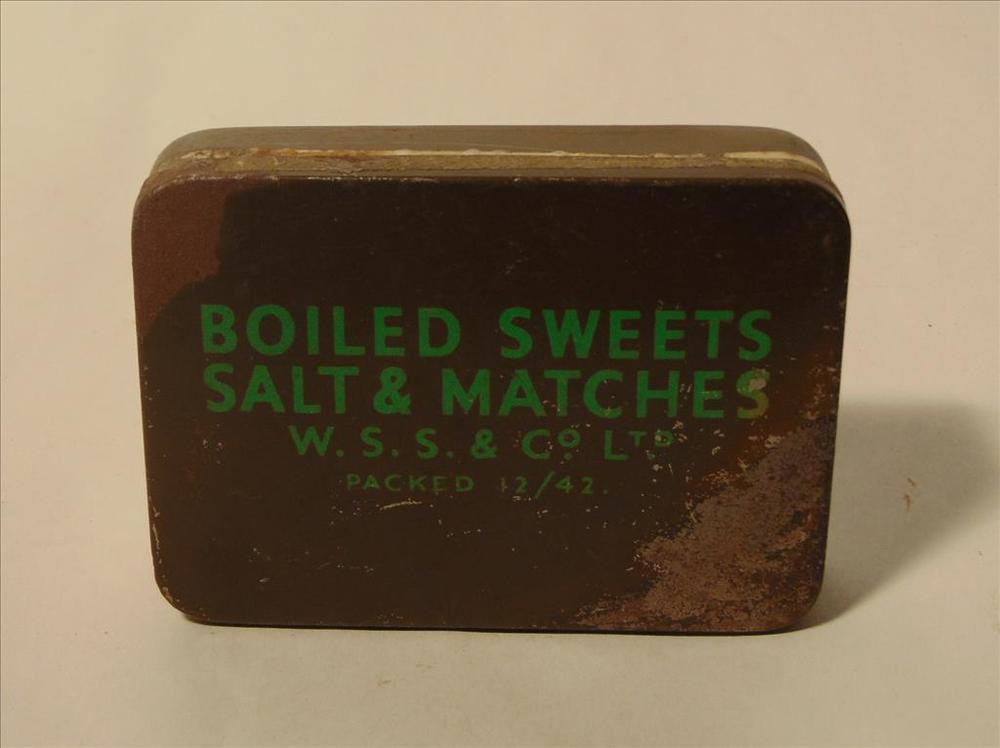 BOILED SWEETS
SALT & MATCHES
W. S. S. & Cº LTD
PACKED 12/42.